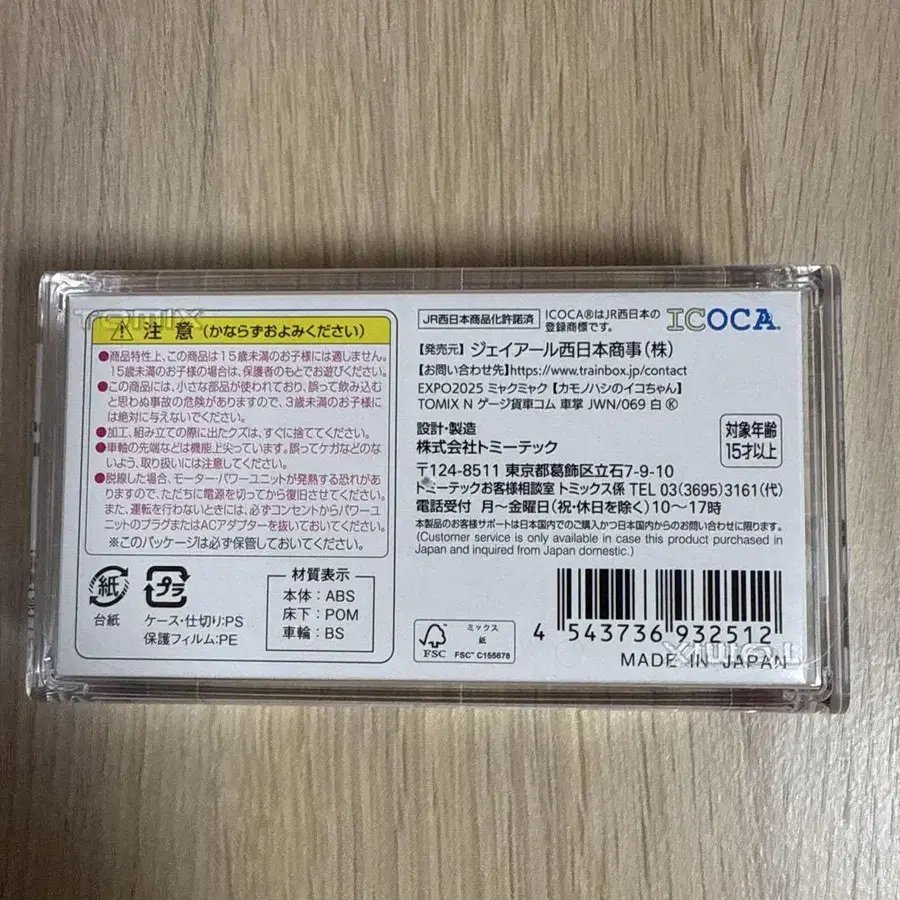 TOMIX
注意（かならずおよみください）
●商品特性上、この商品は15歳未満のお子様には適しません。
15歳未満のお子様の場合は、保護者のもとでお遊びください。
●この商品には、小さな部品が使われており、誤って飲み込む
と思わぬ事故の危険がありますので、3歳未満のお子様に
は絶対に与えないでください。
●加工、組み立ての際に出たクズは、すぐに捨ててください。
●車輪の先端などは機能上尖っています。誤ってケガなどのな
いよう、取り扱いには注意してください。
●脱線した場合、モーター・パワーユニットが発熱する恐れがあ
りますので、ただちに電源を切ってから復旧させてください。
また、運転を行わないときには、必ずコンセントからパワーユ
ニットのプラグまたはACアダプターを抜いておいてください。
※このパッケージは必ず保管しておいてください。
紙
台紙
プラ
ケース・仕切り:PS
保護フィルム:PE
材質表示
本体：ABS
床下：POM
車輪：BS
JR西日本商品化許諾済
ICOCA®はJR西日本の
登録商標です。
ICOCA
【発売元】ジェイアール西日本商事（株）
【お問い合わせ先】https://www.trainbox.jp/contact
EXPO2025 ミャクミャク【カモノハシのイコちゃん】
TOMIX N ゲージ貨車コム 車掌 JWN/069 白 Ⓚ
設計・製造
株式会社トミーテック
対象年齢
15才以上
〒124-8511 東京都葛飾区立石7-9-10
トミーテックお客様相談室 トミックス係 TEL 03(3695)3161(代)
電話受付 月〜金曜日(祝・休日を除く)10〜17時
本製品のお客様サポートは日本国内でのご購入かつ日本国内からのお問い合わせに限ります。
(Customer service is only available in case this product purchased in
Japan and inquired from Japan domestic.)
FSC
ミックス
紙
FSC™ C155678
4 543736 932512
MADE IN JAPAN
TOMIX